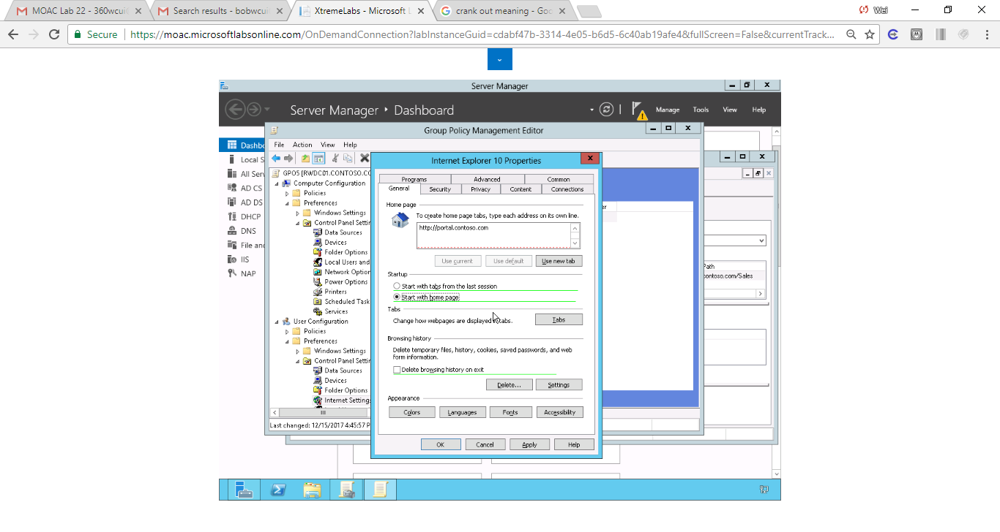 MOAC Lab 22 - 360wcui
Search results - bobwcui
XtremeLabs - Microsoft L
crank out meaning - Goo
Wei
Secure
https://moac.microsoftlabsonline.com/OnDemandConnection?labInstanceGuid=cdabf47b-3314-4e05-b6d5-6c40ab19afe4&fullScreen=False&currentTrack...
Server Manager
Server Manager • Dashboard
Manage Tools View Help
Dashbo
Local S
All Serv
AD CS
AD DS
DHCP
DNS
File and
IIS
NAP
Group Policy Management Editor
File Action View Help
GPO5 [RWDC01.CONTOSO.CO
Computer Configuration
Policies
Preferences
Windows Settings
Control Panel Settin
Data Sources
Devices
Folder Options
Local Users and
Network Option
Power Options
Printers
Scheduled Task
Services
User Configuration
Policies
Preferences
Windows Settings
Control Panel Settin
Data Sources
Devices
Folder Options
Internet Settings
Last changed: 12/15/2017 4:45:57 P
Internet Explorer 10 Properties
Programs Advanced Common
General Security Privacy Content Connections
Home page
To create home page tabs, type each address on its own line.
http://portal.contoso.com
Use current Use default Use new tab
Startup
Start with tabs from the last session
Start with home page
Tabs
Change how webpages are displayed in tabs.
Tabs
Browsing history
Delete temporary files, history, cookies, saved passwords, and web
form information.
Delete browsing history on exit
Delete... Settings
Appearance
Colors Languages Fonts Accessibility
OK Cancel Apply Help
er
Path
contoso.com/Sales